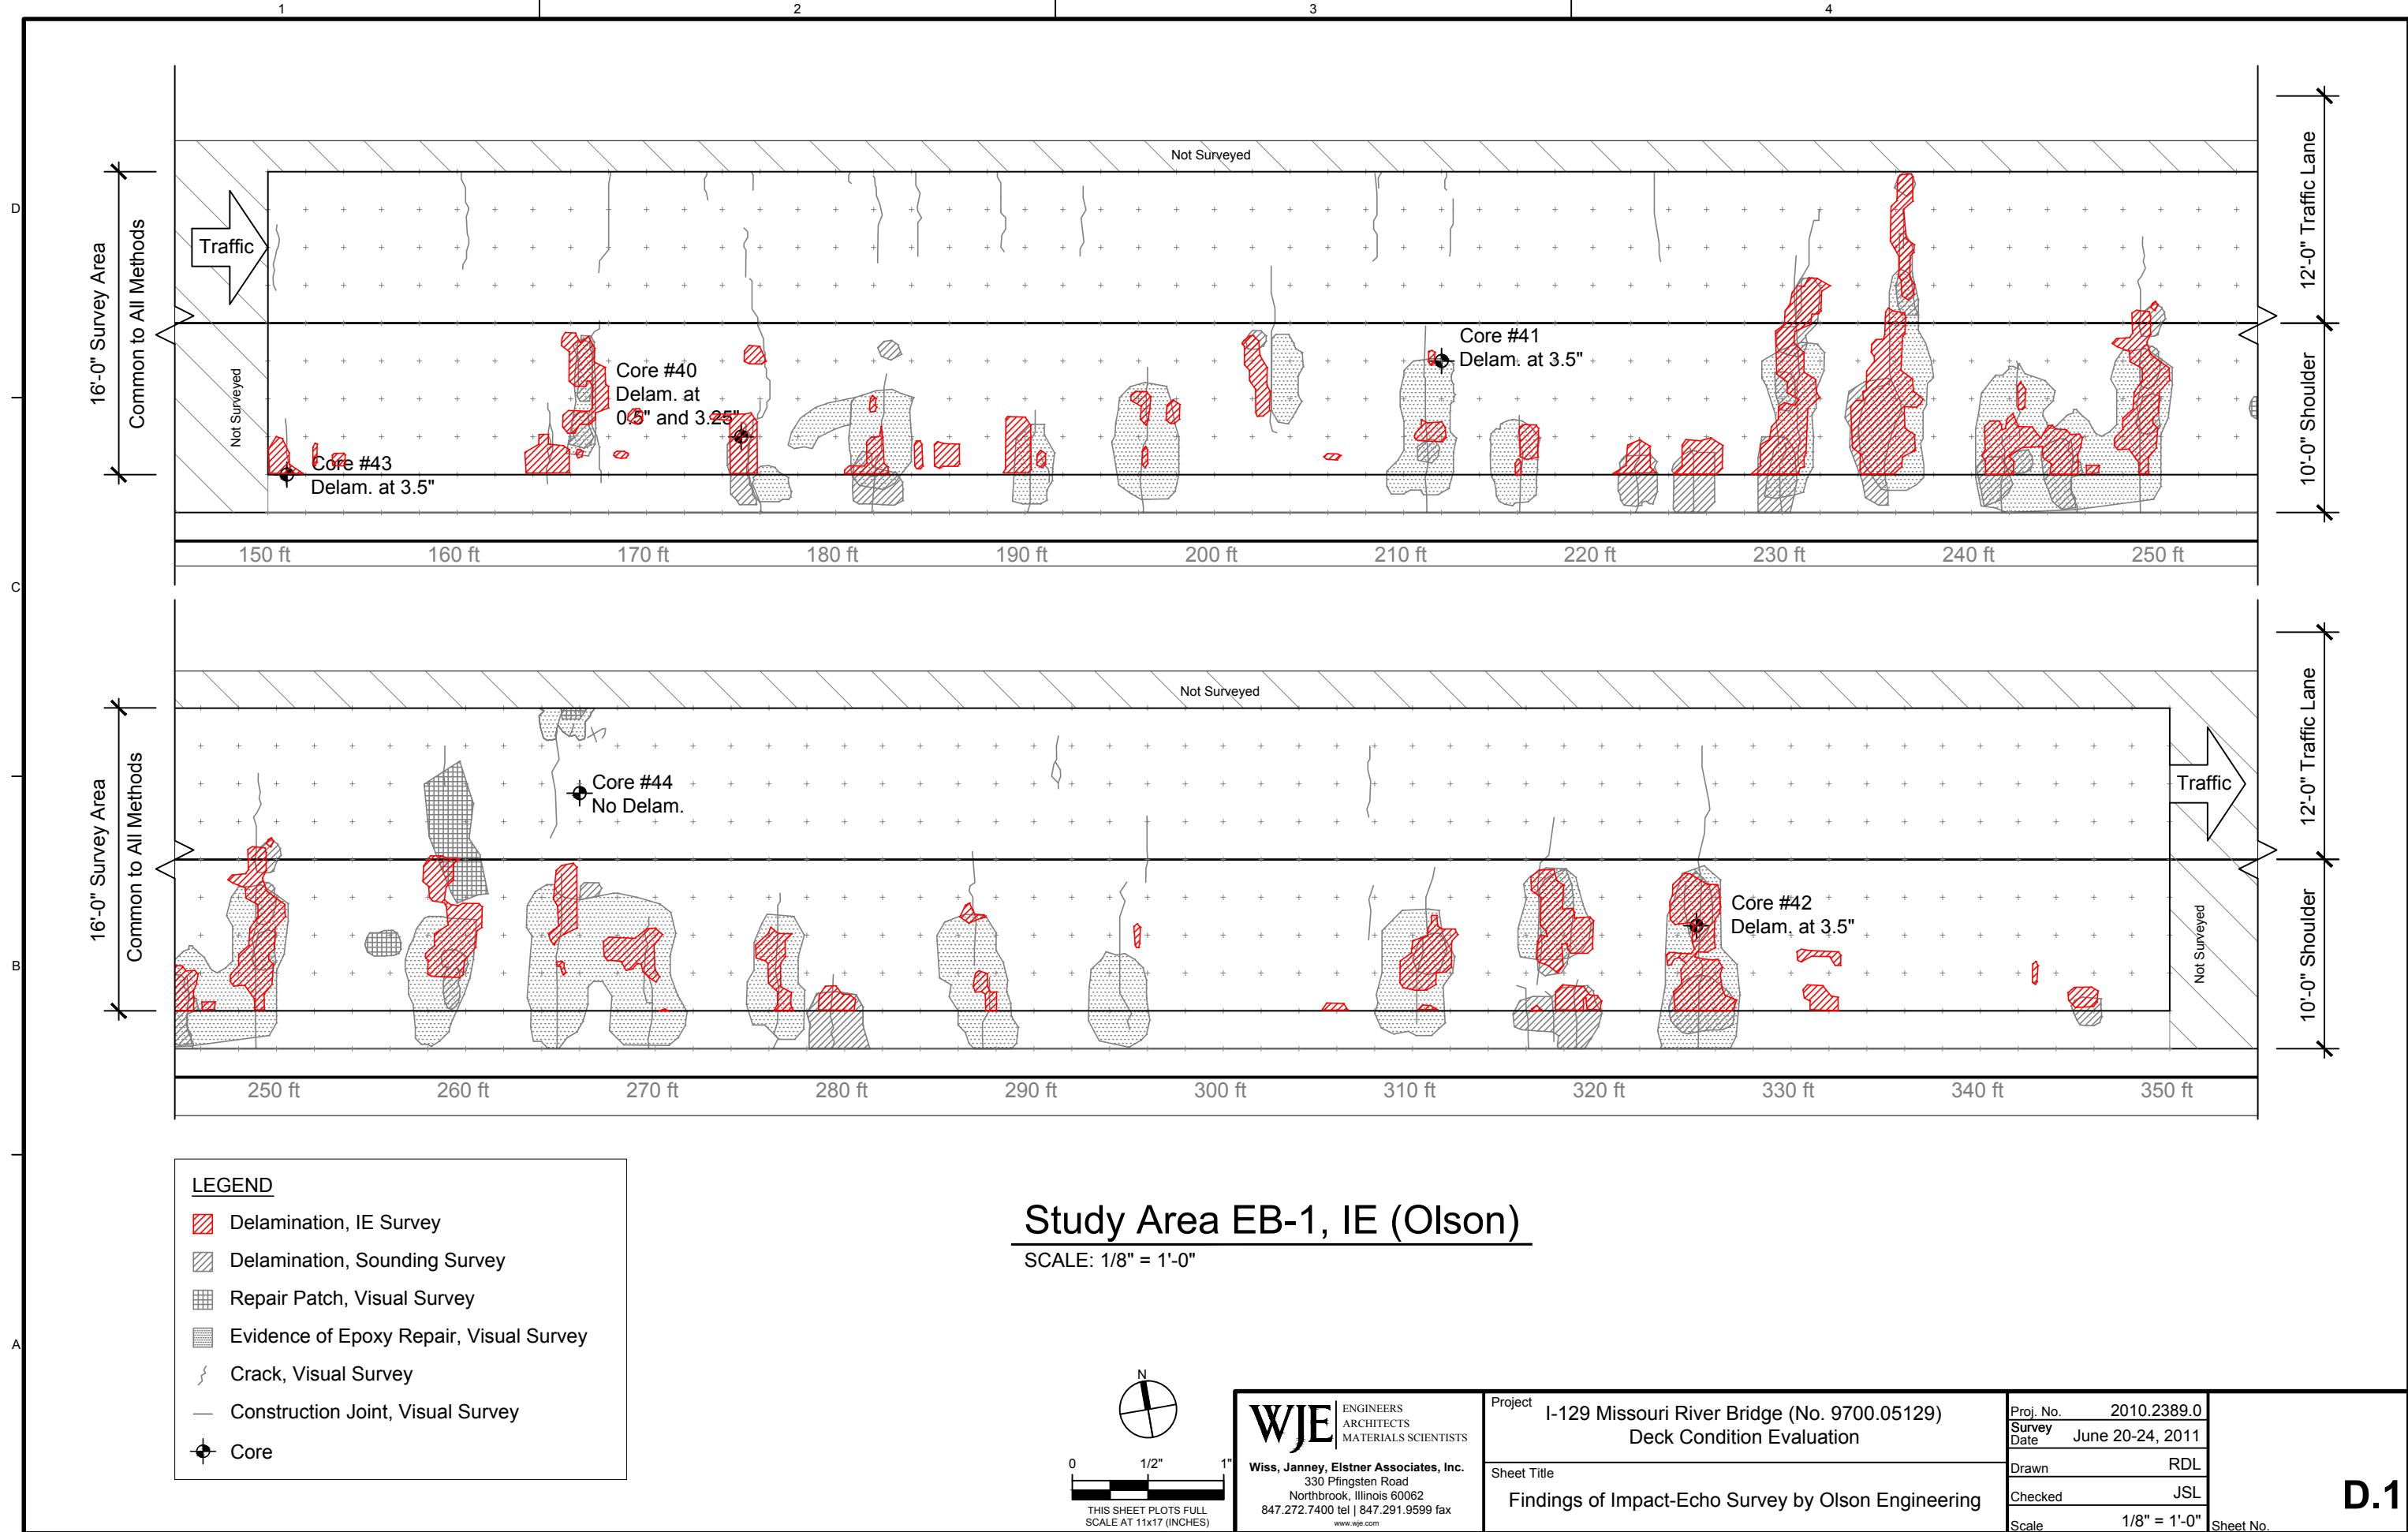 1 2 3 4
D
C
B
A
Not Surveyed
16'-0" Survey Area
Common to All Methods
Traffic
Not Surveyed
12'-0" Traffic Lane
10'-0" Shoulder
Core #40
Delam. at
0.5" and 3.25"
Core #41
Delam. at 3.5"
Core #43
Delam. at 3.5"
150 ft 160 ft 170 ft 180 ft 190 ft 200 ft 210 ft 220 ft 230 ft 240 ft 250 ft
Not Surveyed
16'-0" Survey Area
Common to All Methods
Core #44
No Delam.
Traffic
12'-0" Traffic Lane
10'-0" Shoulder
Not Surveyed
Core #42
Delam. at 3.5"
250 ft 260 ft 270 ft 280 ft 290 ft 300 ft 310 ft 320 ft 330 ft 340 ft 350 ft
LEGEND
Delamination, IE Survey
Delamination, Sounding Survey
Repair Patch, Visual Survey
Evidence of Epoxy Repair, Visual Survey
Crack, Visual Survey
Construction Joint, Visual Survey
Core
Study Area EB-1, IE (Olson)
SCALE: 1/8" = 1'-0"
N
0 1/2" 1"
THIS SHEET PLOTS FULL
SCALE AT 11x17 (INCHES)
WJE
ENGINEERS
ARCHITECTS
MATERIALS SCIENTISTS
Wiss, Janney, Elstner Associates, Inc.
330 Pfingsten Road
Northbrook, Illinois 60062
847.272.7400 tel | 847.291.9599 fax
www.wje.com
Project
I-129 Missouri River Bridge (No. 9700.05129)
Deck Condition Evaluation
Sheet Title
Findings of Impact-Echo Survey by Olson Engineering
Proj. No. 2010.2389.0
Survey
Date June 20-24, 2011
Drawn RDL
Checked JSL
Scale 1/8" = 1'-0"
Sheet No.
D.1